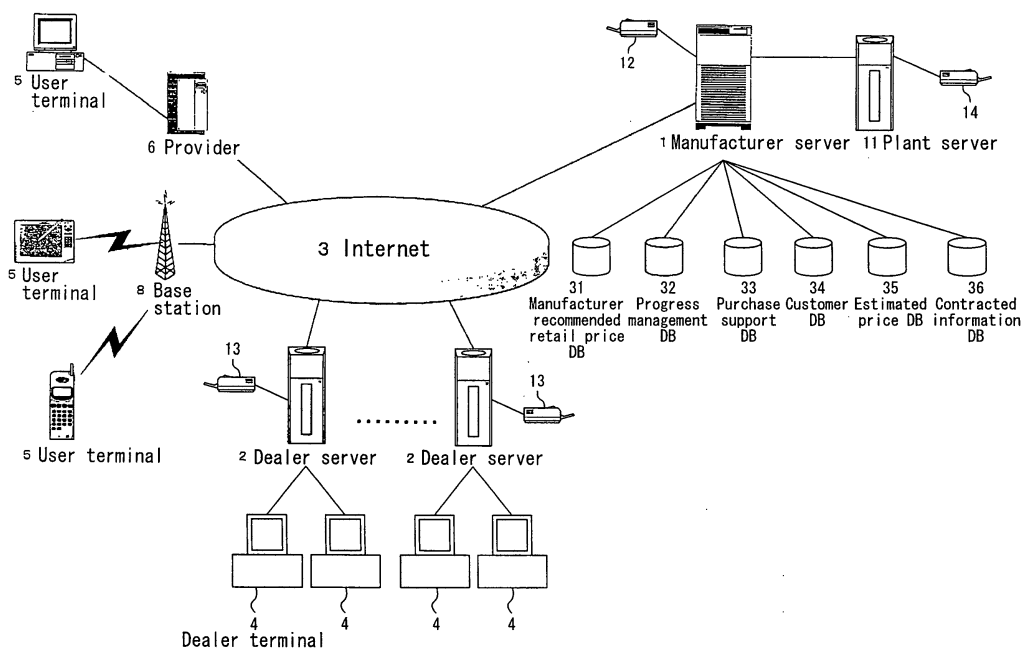 5 User
terminal
6 Provider
12
14
1 Manufacturer server
11 Plant server
3 Internet
5 User
terminal
8 Base
station
31
Manufacturer
recommended
retail price
DB
32
Progress
management
DB
33
Purchase
support
DB
34
Customer
DB
35
Estimated
price DB
36
Contracted
information
DB
5 User terminal
13
13
2 Dealer server
.........
2 Dealer server
4
4
4
4
Dealer terminal